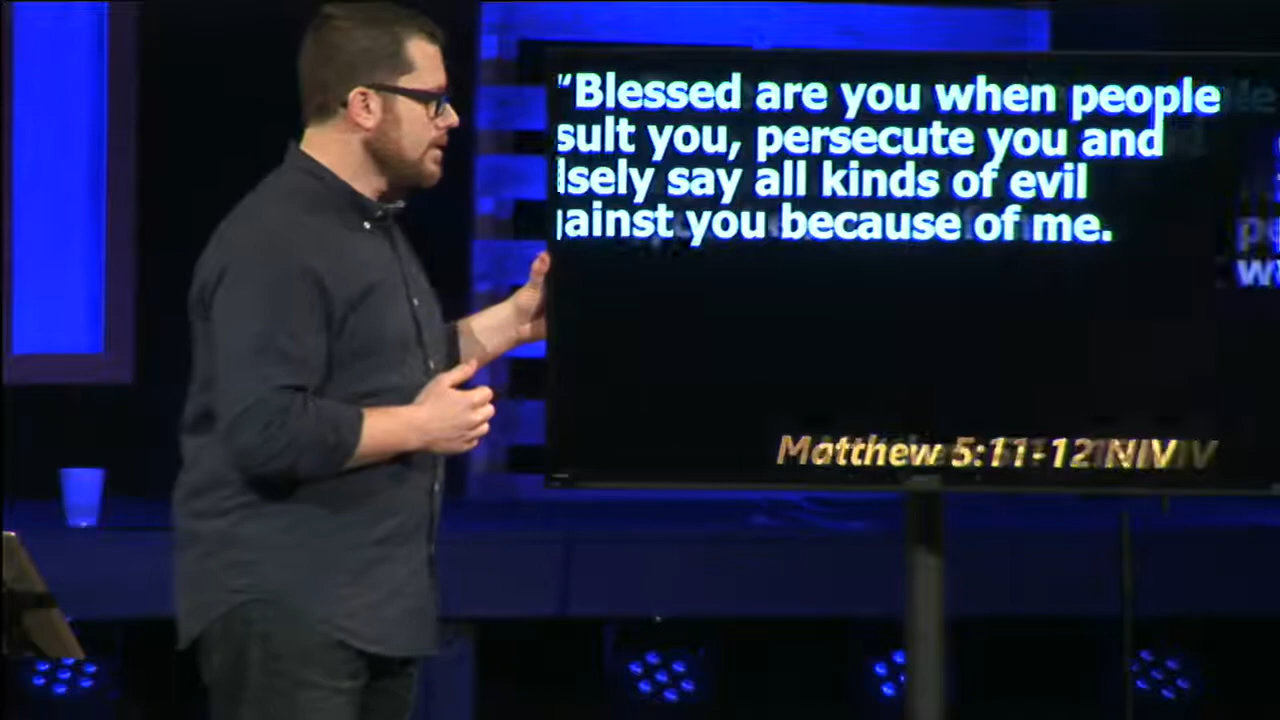 “Blessed are you when people
sult you, persecute you and
lsely say all kinds of evil
ainst you because of me.
Matthew 5:11-12 NIV